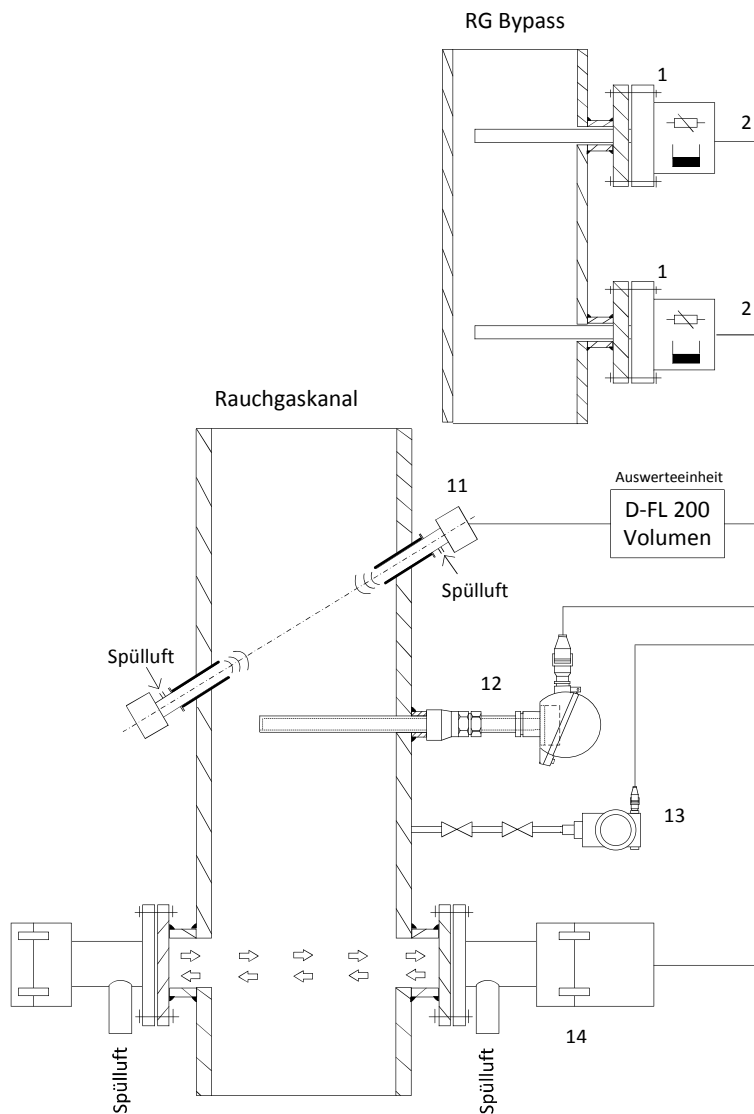 RG Bypass
1
2
1
2
Rauchgaskanal
11
Auswerteeinheit
D-FL 200
Volumen
Spülluft
Spülluft
12
13
14
Spülluft
Spülluft